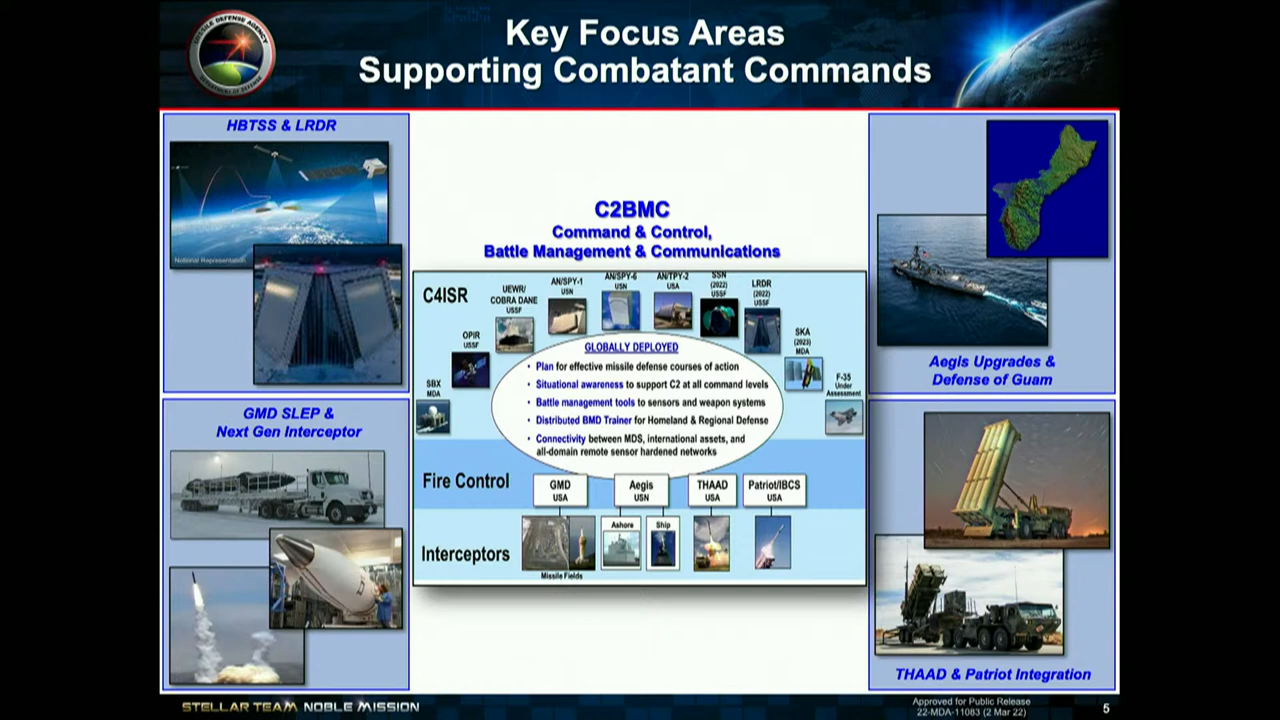 MISSILE DEFENSE AGENCY
DEPARTMENT OF DEFENSE
Key Focus Areas
Supporting Combatant Commands
HBTSS & LRDR
Notional Representation
GMD SLEP &
Next Gen Interceptor
C2BMC
Command & Control,
Battle Management & Communications
C4ISR
SBX
MDA
OPIR
USSF
UEWR/
COBRA DANE
USSF
AN/SPY-1
USN
AN/SPY-6
USN
AN/TPY-2
USA
SSN
(2022)
USSF
LRDR
(2022)
USSF
SKA
(2023)
MDA
F-35
Under
Assessment
GLOBALLY DEPLOYED
• Plan for effective missile defense courses of action
• Situational awareness to support C2 at all command levels
• Battle management tools to sensors and weapon systems
• Distributed BMD Trainer for Homeland & Regional Defense
• Connectivity between MDS, international assets, and
all-domain remote sensor hardened networks
Fire Control
GMD
USA
Aegis
USN
THAAD
USA
Patriot/IBCS
USA
Interceptors
Missile Fields
Ashore
Ship
Aegis Upgrades &
Defense of Guam
THAAD & Patriot Integration
STELLAR TEAM NOBLE MISSION
Approved for Public Release
22-MDA-11083 (2 Mar 22)
5